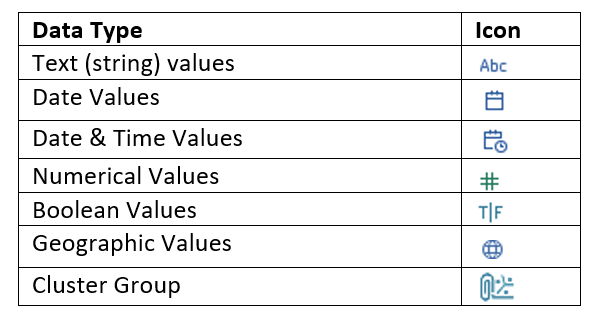 Data Type Icon
Text (string) values Abc
Date Values
Date & Time Values
Numerical Values #
Boolean Values T|F
Geographic Values
Cluster Group